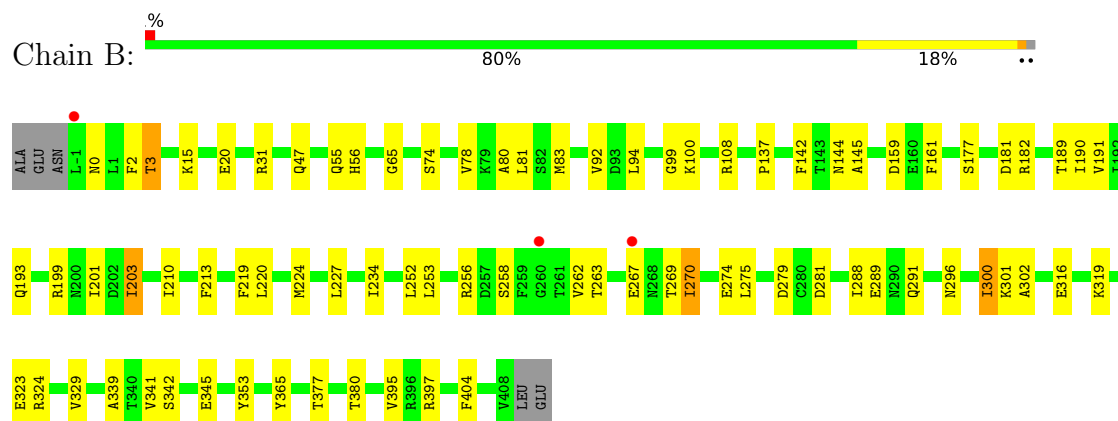 %
Chain B:
80% 18% ••
ALA GLU ASN L-1 N0 L1 F2 T3 K15 E20 R31 Q47 Q55 H56 G65 S74 V78 K79 A80 L81 S82 M83 V92 D93 L94 G99 K100 R108 P137 F142 T143 N144 A145 D159 E160 F161 S177 D181 R182 T189 I190 V191 I192
Q193 R199 N200 I201 D202 I203 I210 F213 F219 L220 M224 L227 I234 L252 L253 R256 D257 S258 F259 G260 T261 V262 T263 E267 N268 T269 I270 E274 L275 D279 C280 D281 I288 E289 N290 Q291 N296 I300 K301 A302 E316 K319
E323 R324 V329 A339 T340 V341 S342 E345 Y353 Y365 T377 T380 V395 R396 R397 F404 V408 LEU GLU